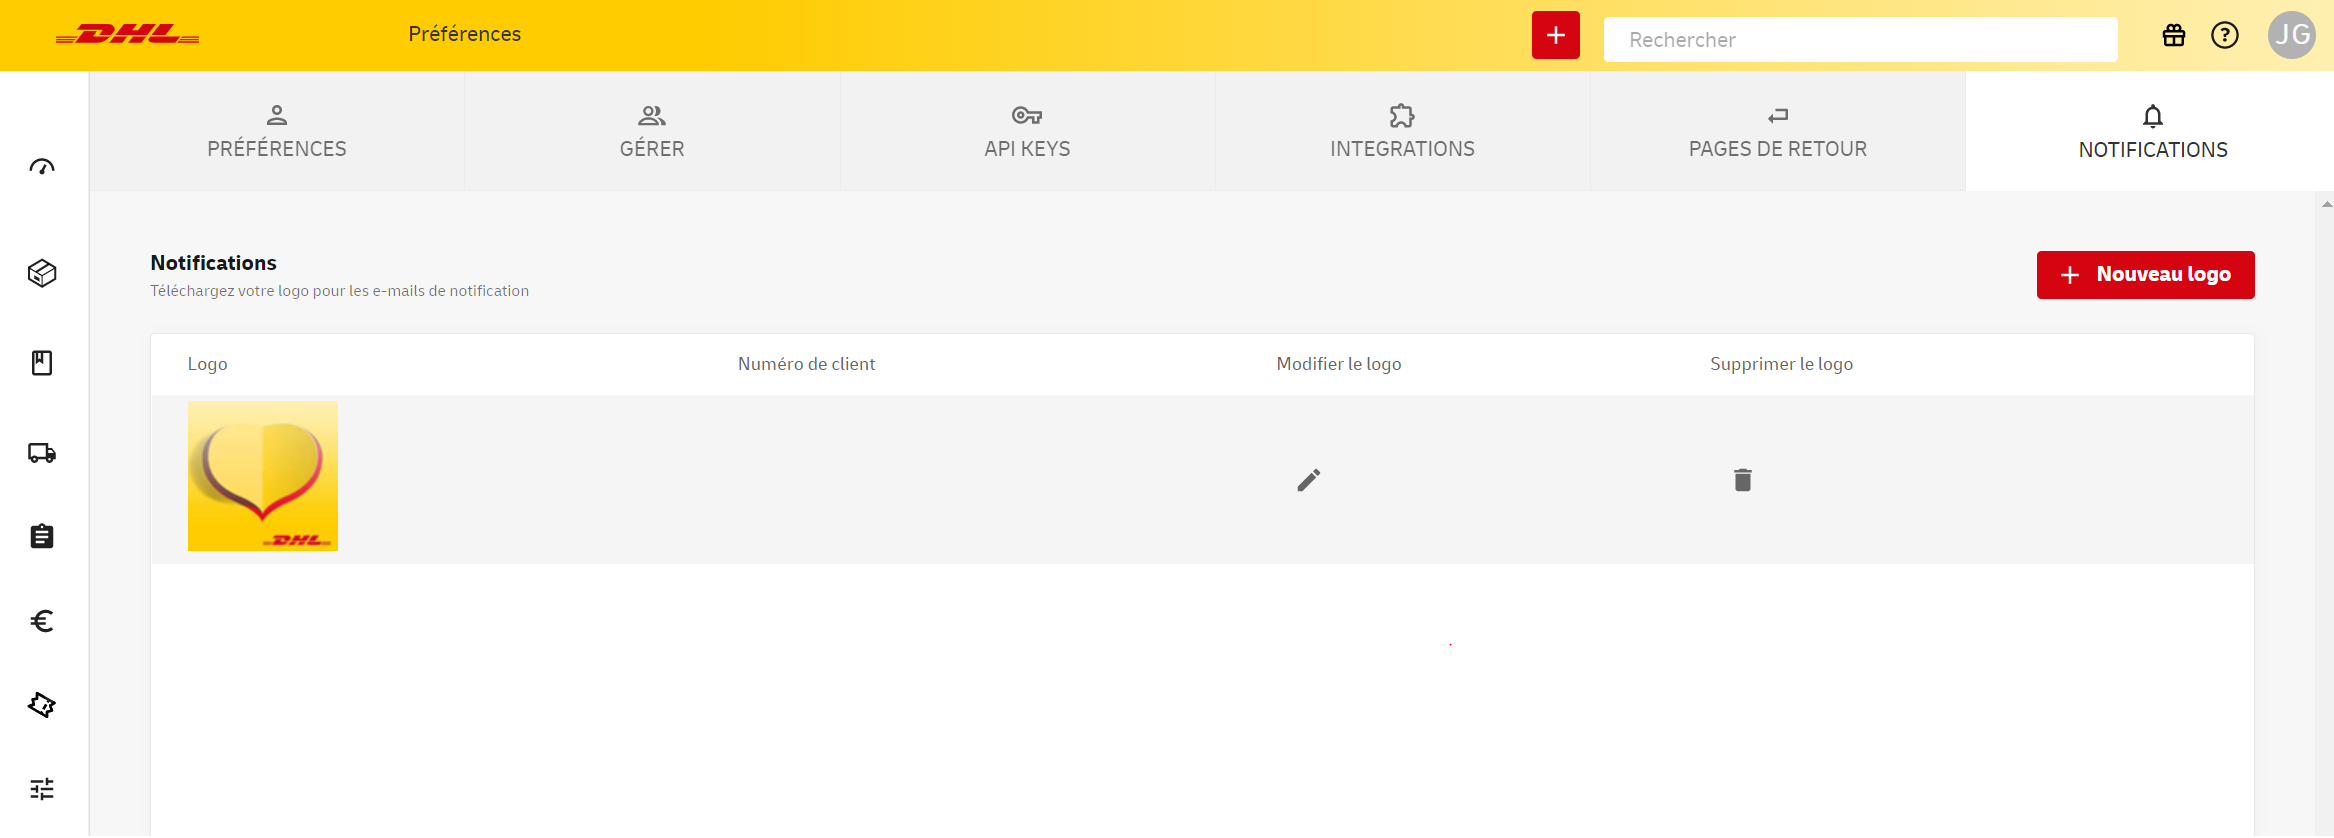 DHL
Préférences
Rechercher
JG
PRÉFÉRENCES
GÉRER
API KEYS
INTEGRATIONS
PAGES DE RETOUR
NOTIFICATIONS
Notifications
Téléchargez votre logo pour les e-mails de notification
Nouveau logo
Logo
Numéro de client
Modifier le logo
Supprimer le logo
DHL